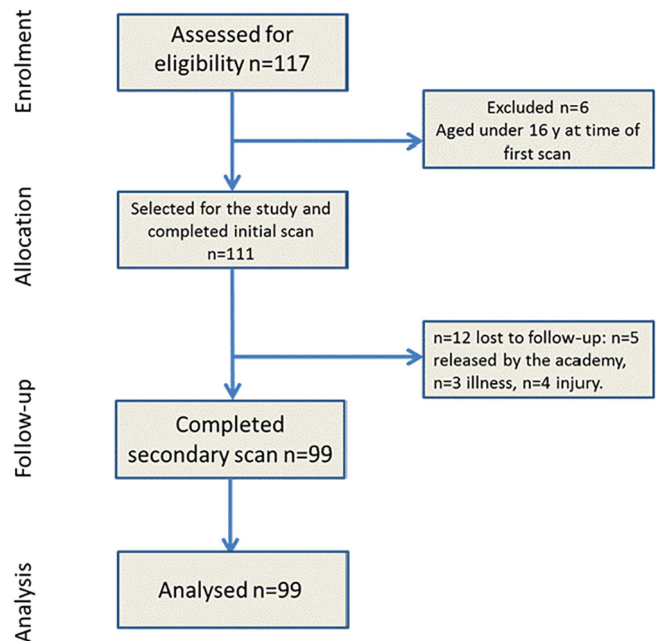 Enrolment
Assessed for
eligibility n=117
Excluded n=6
Aged under 16 y at time of
first scan
Allocation
Selected for the study and
completed initial scan
n=111
n=12 lost to follow-up: n=5
released by the academy,
n=3 illness, n=4 injury.
Follow-up
Completed
secondary scan n=99
Analysis
Analysed n=99